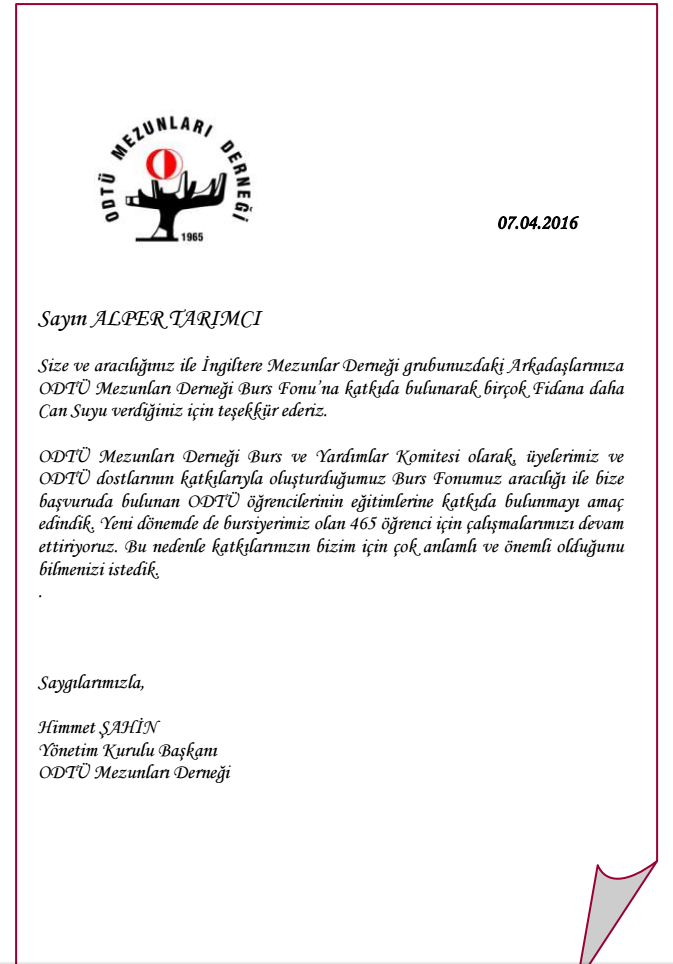 ODTÜ MEZUNLARI DERNEĞİ
1965
07.04.2016
Sayın ALPER TARIMCI
Size ve aracılığınız ile İngiltere Mezunlar Derneği grubunuzdaki Arkadaşlarınıza
ODTÜ Mezunları Derneği Burs Fonu’na katkıda bulunarak birçok Fidana daha
Can Suyu verdiğiniz için teşekkür ederiz.
ODTÜ Mezunları Derneği Burs ve Yardımlar Komitesi olarak, üyelerimiz ve
ODTÜ dostlarının katkılarıyla oluşturduğumuz Burs Fonumuz aracılığı ile bize
başvuruda bulunan ODTÜ öğrencilerinin eğitimlerine katkıda bulunmayı amaç
edindik. Yeni dönemde de bursiyerimiz olan 465 öğrenci için çalışmalarımızı devam
ettiriyoruz. Bu nedenle katkılarınızın bizim için çok anlamlı ve önemli olduğunu
bilmenizi istedik.
.
Saygılarımızla,
Himmet ŞAHİN
Yönetim Kurulu Başkanı
ODTÜ Mezunları Derneği